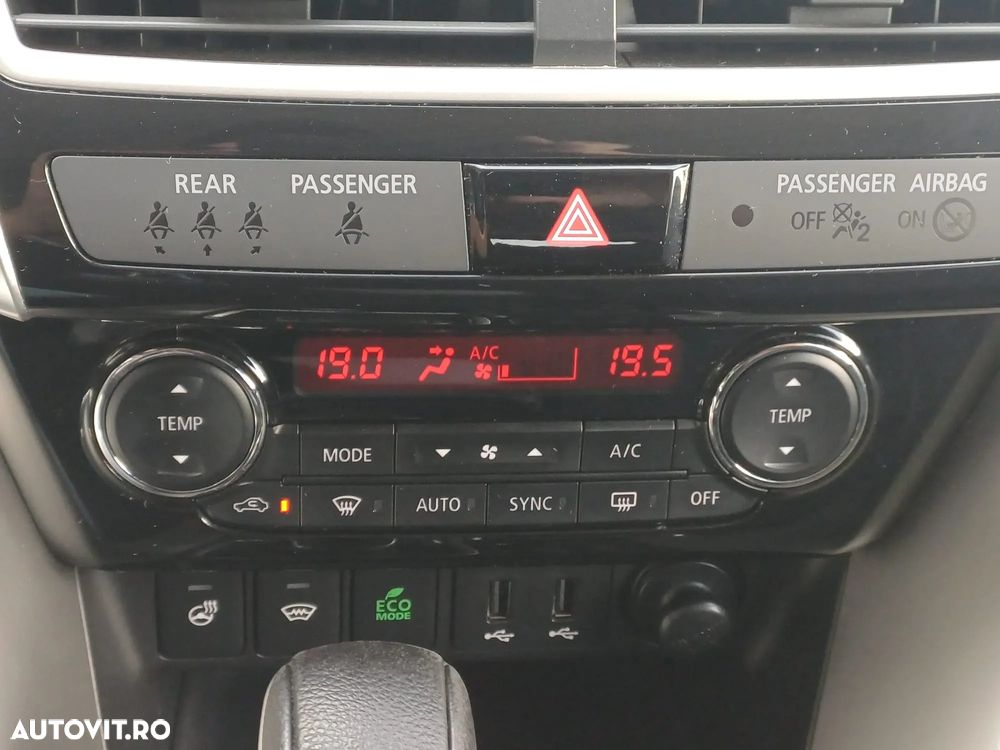 REAR PASSENGER PASSENGER AIRBAG
OFF 2 ON
19.0 A/C 19.5
TEMP TEMP
MODE A/C
AUTO SYNC OFF
ECO
MODE
AUTOVIT.RO